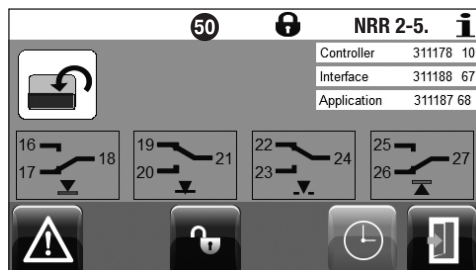 50 NRR 2-5. i
Controller 311178 10
Interface 311188 67
Application 311187 68
16 17 18
19 20 21
22 23 24
25 26 27